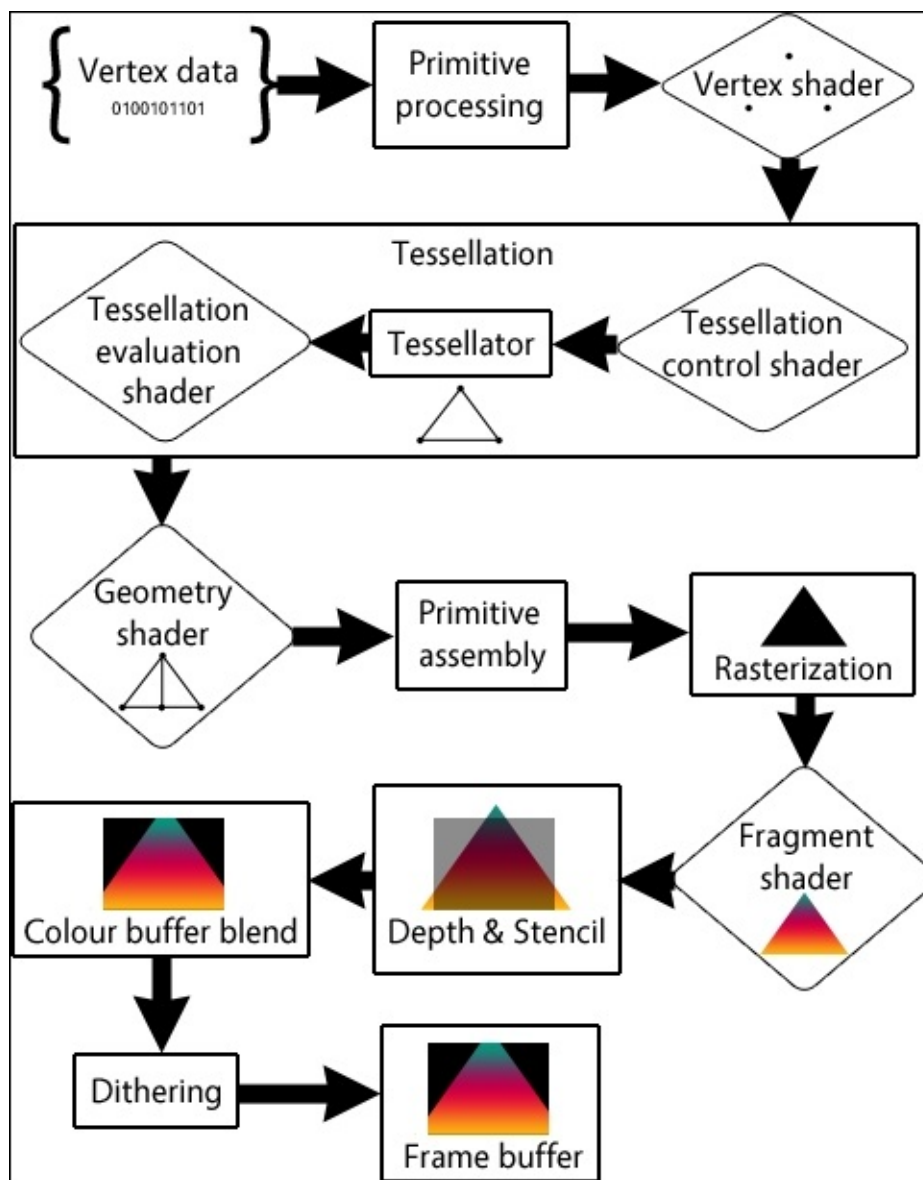 Vertex data
0100101101
Primitive
processing
Vertex shader
Tessellation
Tessellation
control shader
Tessellator
Tessellation
evaluation
shader
Geometry
shader
Primitive
assembly
Rasterization
Fragment
shader
Depth & Stencil
Colour buffer blend
Dithering
Frame buffer